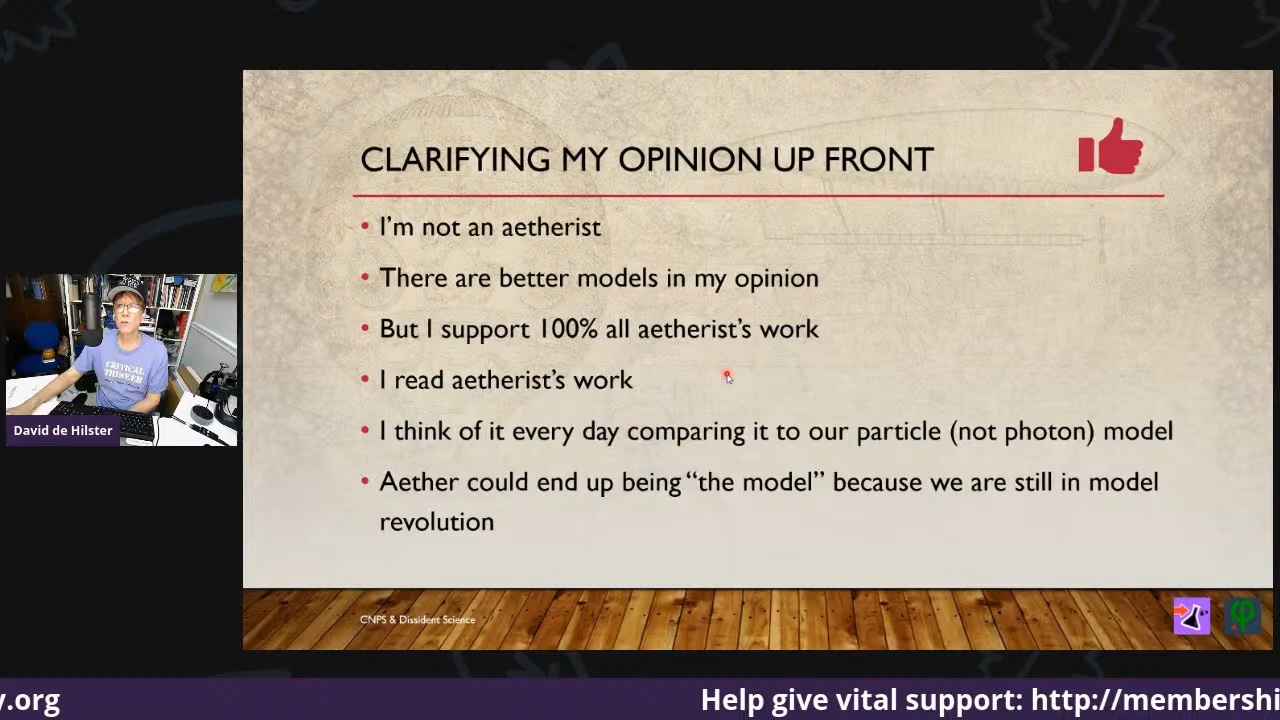 CLARIFYING MY OPINION UP FRONT
• I'm not an aetherist
• There are better models in my opinion
• But I support 100% all aetherist's work
• I read aetherist's work
• I think of it every day comparing it to our particle (not photon) model
• Aether could end up being "the model" because we are still in model
revolution
CRITICAL
THINKER
David de Hilster
CNPS & Dissident Science
y.org
Help give vital support: http://membershi